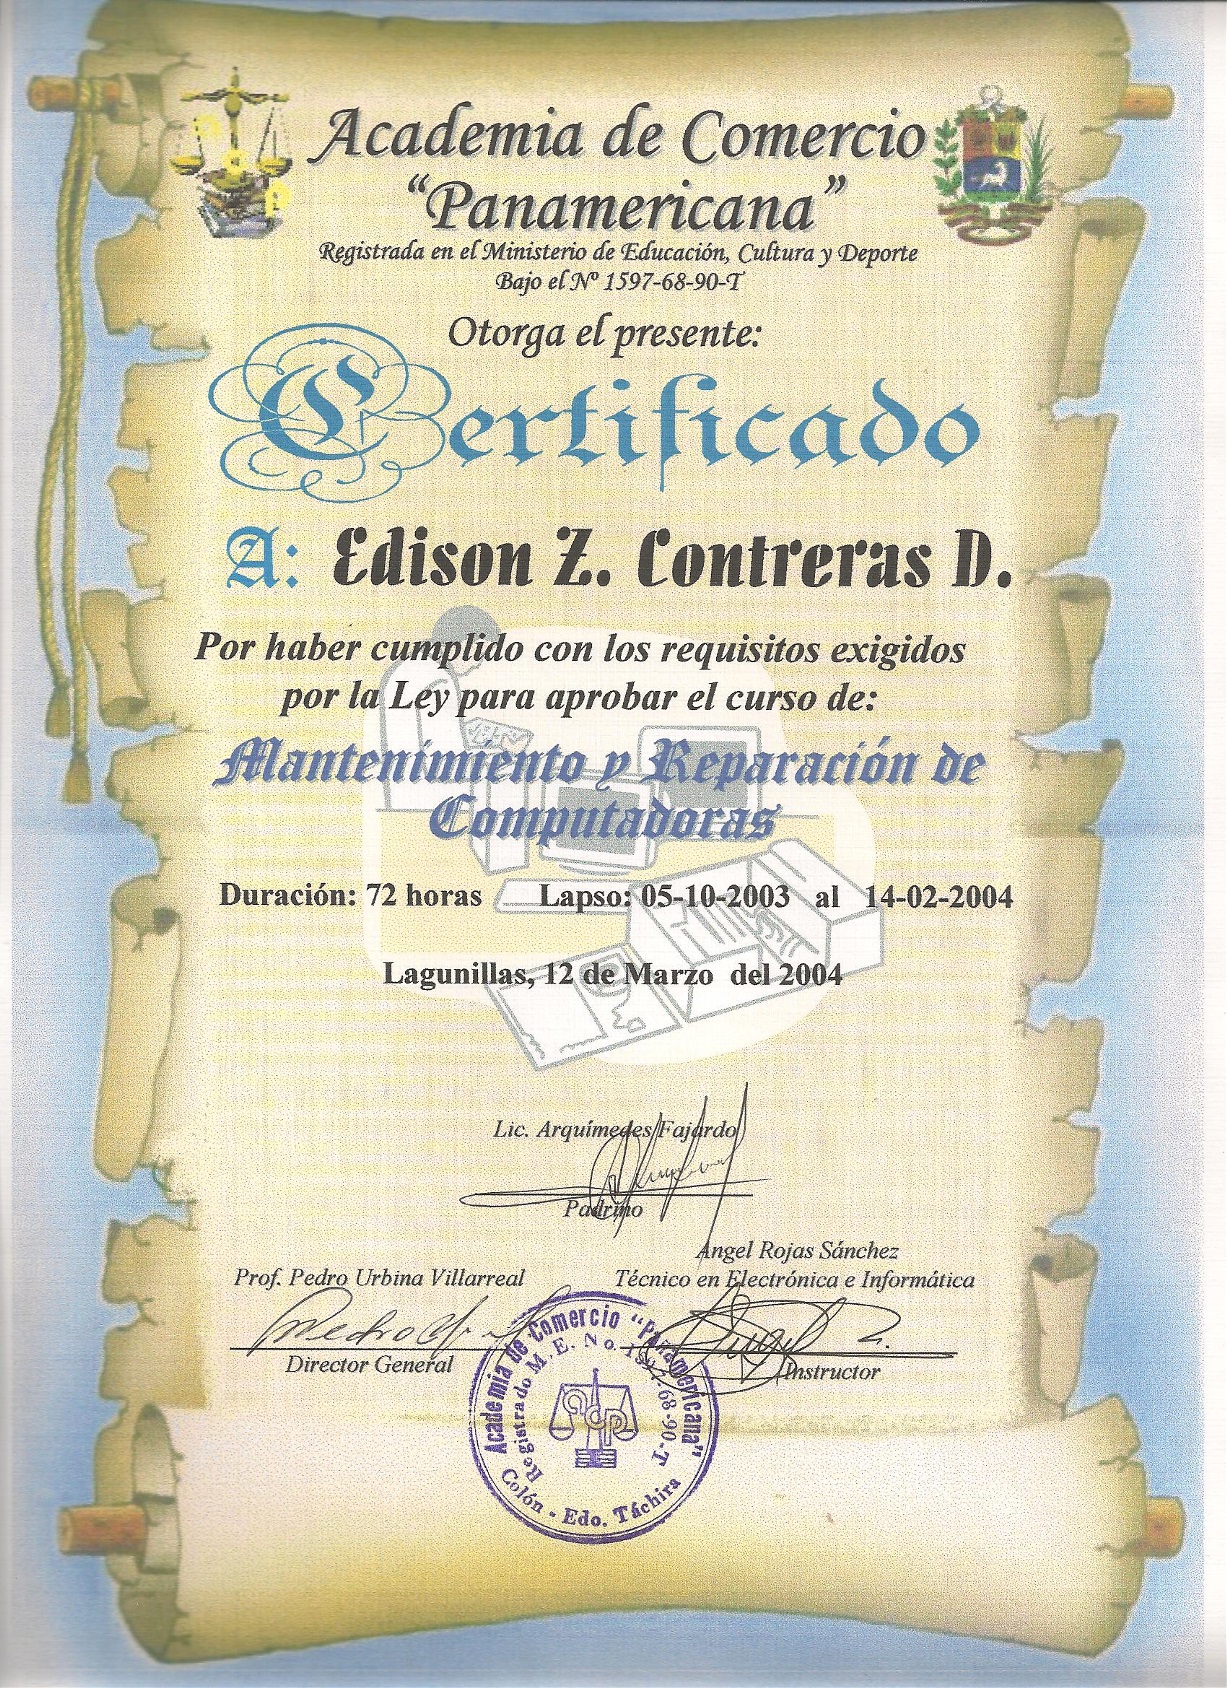 Academia de Comercio
“Panamericana”
Registrada en el Ministerio de Educación, Cultura y Deporte
Bajo el Nº 1597-68-90-T
Otorga el presente:
Certificado
A: Edison Z. Contreras D.
Por haber cumplido con los requisitos exigidos
por la Ley para aprobar el curso de:
Mantenimiento y Reparación de
Computadoras
Duración: 72 horas Lapso: 05-10-2003 al 14-02-2004
Lagunillas, 12 de Marzo del 2004
Lic. Arquímedes Fajardo
Padrino
Prof. Pedro Urbina Villarreal
Director General
Angel Rojas Sánchez
Técnico en Electrónica e Informática
Instructor
Academia de Comercio “Panamericana”
Registrado M. E. No. 1597-68-90-T
acp
Colón - Edo. Táchira